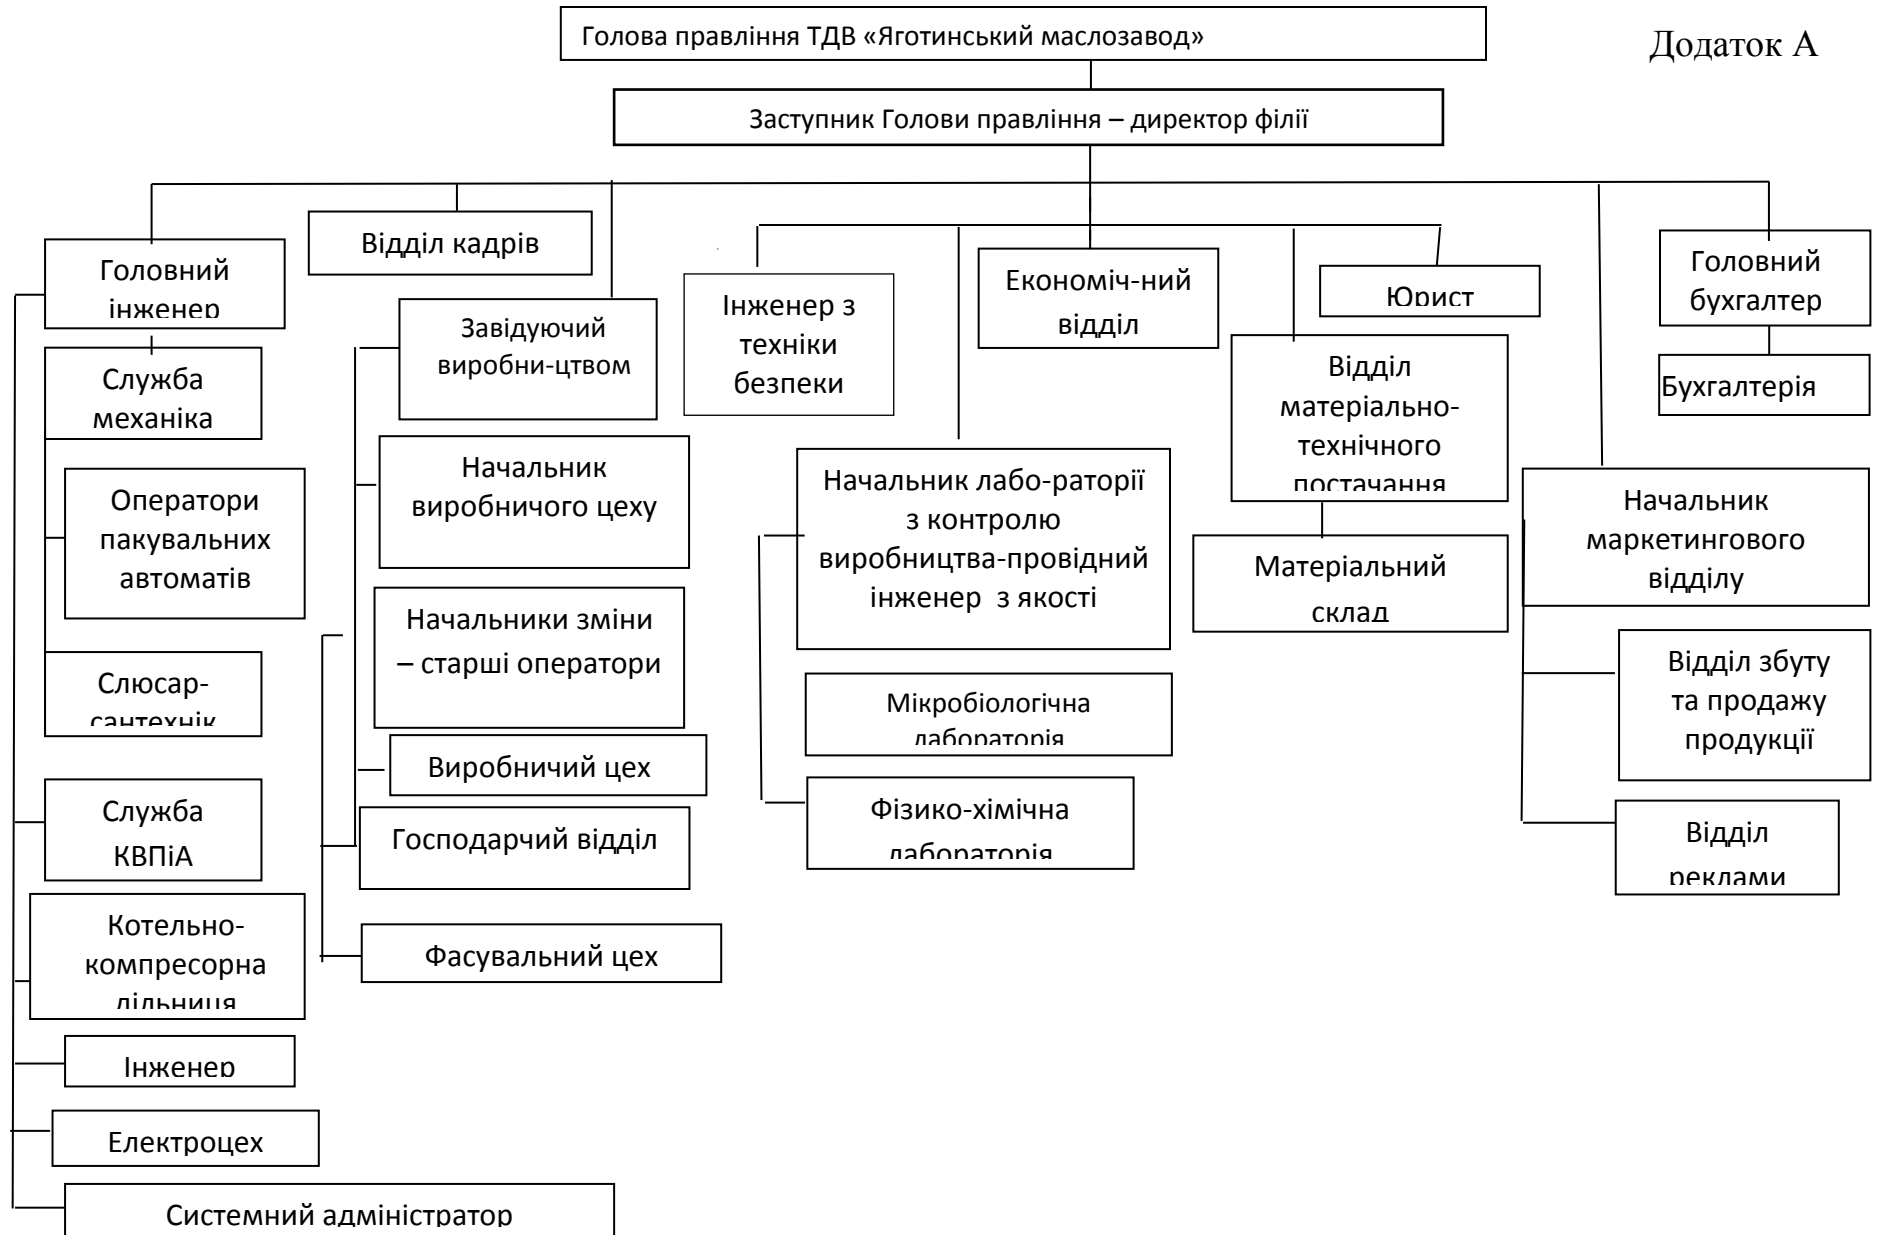 Голова правління ТДВ «Яготинський маслозавод»
Додаток А
Заступник Голови правління – директор філії
Головний
інженер
Відділ кадрів
Завідуючий
виробни-цтвом
Інженер з
техніки
безпеки
Економіч-ний
відділ
Юрист
Головний
бухгалтер
Служба
механіка
Відділ
матеріально-
технічного
постачання
Бухгалтерія
Начальник
виробничого цеху
Начальник лабо-раторії
з контролю
виробництва-провідний
інженер з якості
Оператори
пакувальних
автоматів
Начальник
маркетингового
відділу
Матеріальний
склад
Начальники зміни
– старші оператори
Слюсар-
сантехнік
Мікробіологічна
лабораторія
Відділ збуту
та продажу
продукції
Виробничий цех
Служба
КВПіА
Господарчий відділ
Фізико-хімічна
лабораторія
Відділ
реклами
Котельно-
компресорна
дільниця
Фасувальний цех
Інженер
Електроцех
Системний адміністратор